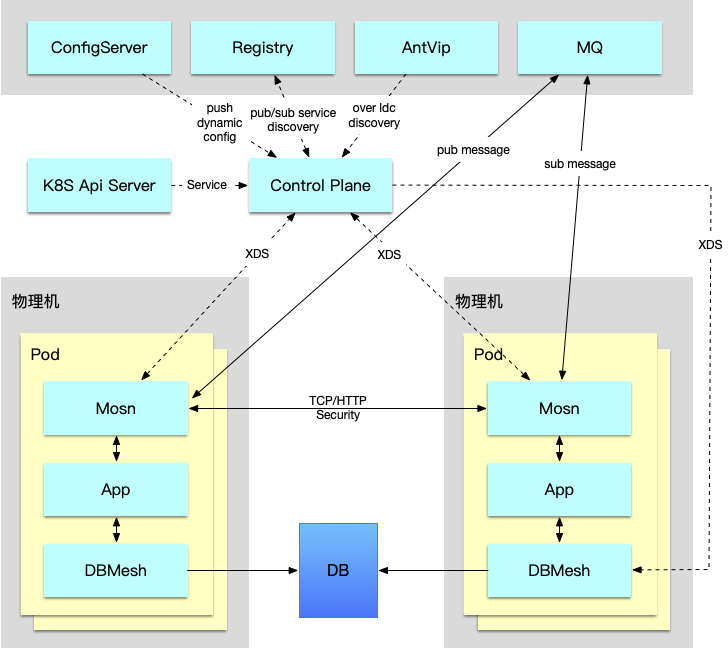 ConfigServer
Registry
AntVip
MQ
push
dynamic
config
pub/sub service
discovery
over Idc
discovery
pub message
sub message
K8S Api Server
Service
Control Plane
XDS
XDS
XDS
物理机
物理机
Pod
Pod
Mosn
TCP/HTTP
Security
Mosn
App
App
DBMesh
DB
DBMesh